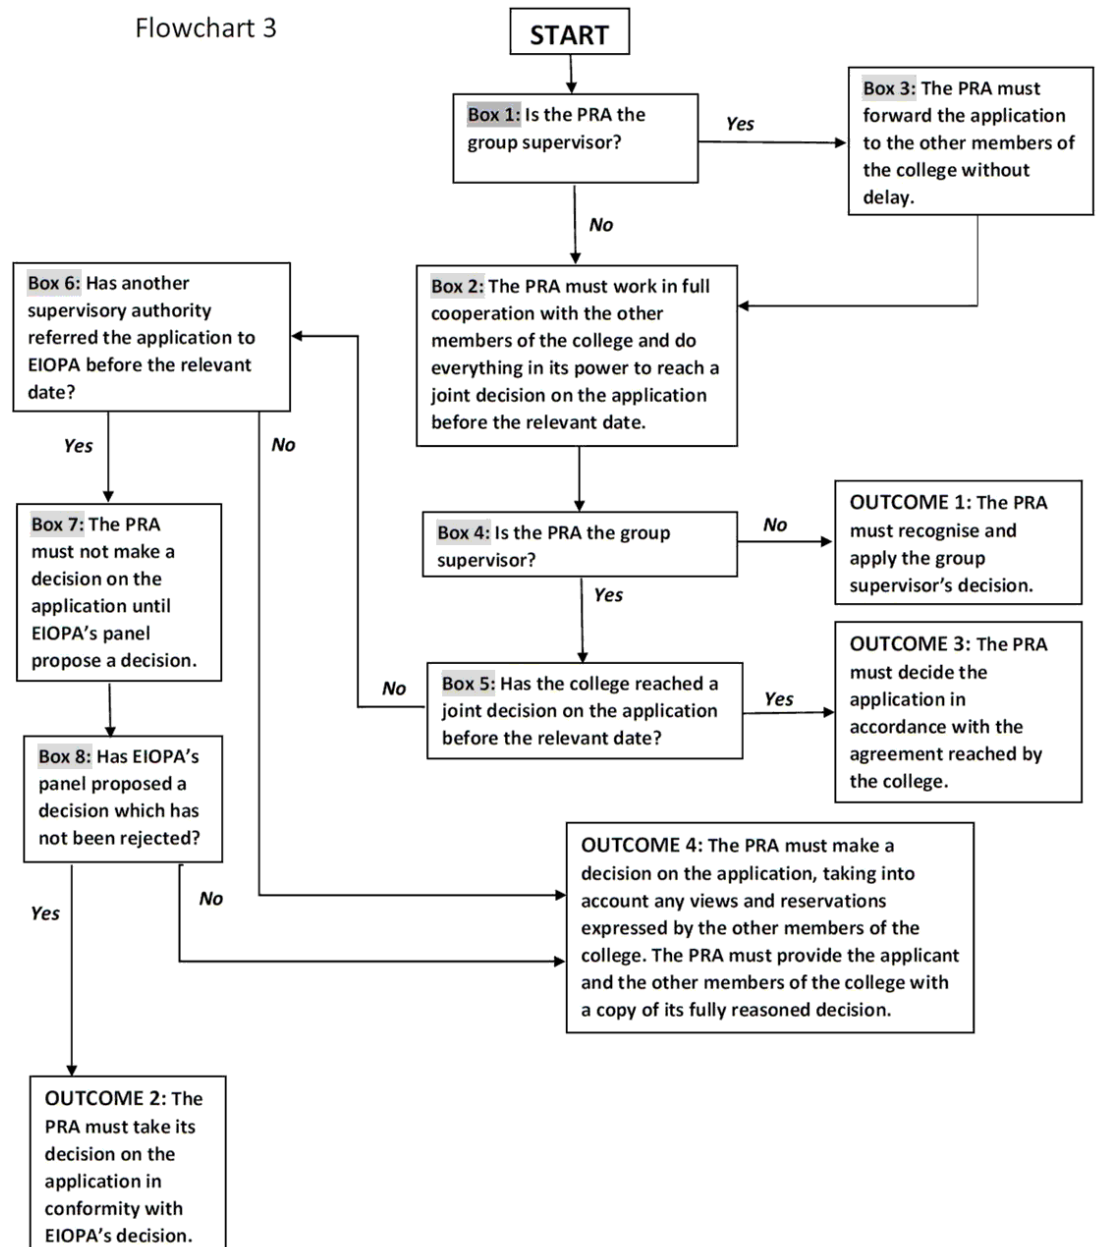 Flowchart 3
START
Box 1: Is the PRA the
group supervisor?
Yes
Box 3: The PRA must
forward the application
to the other members of
the college without
delay.
No
Box 2: The PRA must work in full
cooperation with the other
members of the college and do
everything in its power to reach a
joint decision on the application
before the relevant date.
Box 6: Has another
supervisory authority
referred the application to
EIOPA before the relevant
date?
Yes
No
Box 4: Is the PRA the group
supervisor?
No
OUTCOME 1: The PRA
must recognise and
apply the group
supervisor’s decision.
Yes
Box 7: The PRA
must not make a
decision on the
application until
EIOPA’s panel
propose a decision.
Box 5: Has the college reached a
joint decision on the application
before the relevant date?
No
Yes
OUTCOME 3: The PRA
must decide the
application in
accordance with the
agreement reached by
the college.
Box 8: Has EIOPA’s
panel proposed a
decision which has
not been rejected?
Yes
No
OUTCOME 4: The PRA must make a
decision on the application, taking into
account any views and reservations
expressed by the other members of the
college. The PRA must provide the applicant
and the other members of the college with
a copy of its fully reasoned decision.
OUTCOME 2: The
PRA must take its
decision on the
application in
conformity with
EIOPA’s decision.